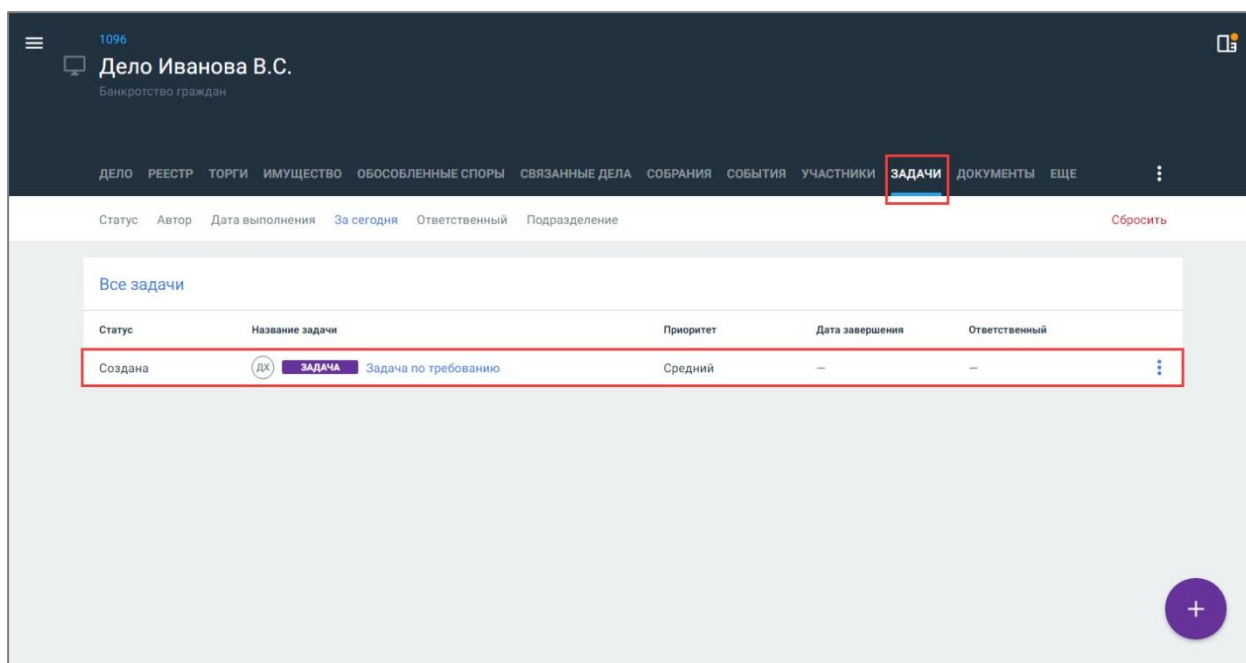 1096
Дело Иванова В.С.
Банкротство граждан
ДЕЛО РЕЕСТР ТОРГИ ИМУЩЕСТВО ОБОСОБЛЕННЫЕ СПОРЫ СВЯЗАННЫЕ ДЕЛА СОБРАНИЯ СОБЫТИЯ УЧАСТНИКИ ЗАДАЧИ ДОКУМЕНТЫ ЕЩЕ
Статус Автор Дата выполнения За сегодня Ответственный Подразделение Сбросить
Все задачи
Статус Название задачи Приоритет Дата завершения Ответственный
Создана ДХ ЗАДАЧА Задача по требованию Средний — —